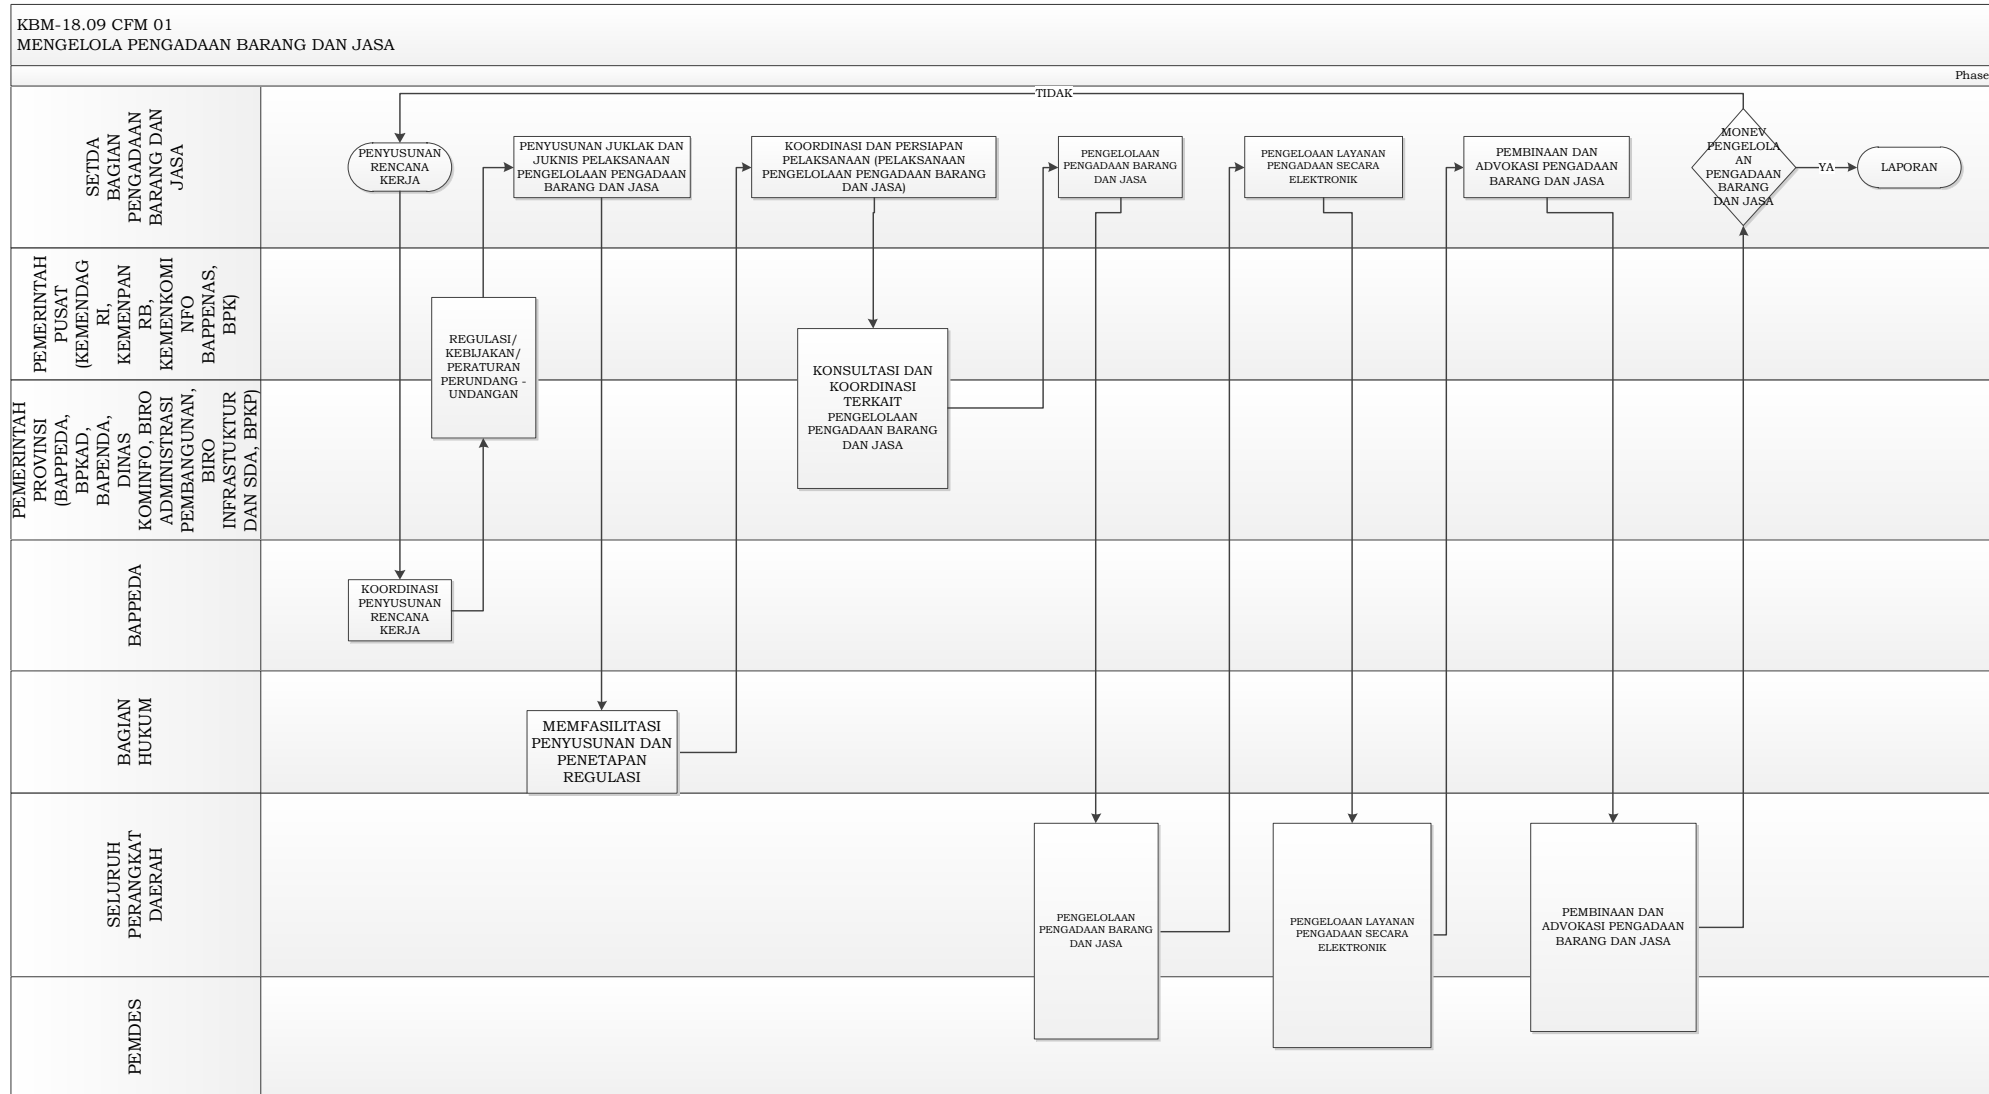 KBM-18.09 CFM 01
MENGELOLA PENGADAAN BARANG DAN JASA
Phase
SETDA
BAGIAN
PENGADAAN
BARANG DAN
JASA
TIDAK
PENYUSUNAN
RENCANA
KERJA
PENYUSUNAN JUKLAK DAN
JUKNIS PELAKSANAAN
PENGELOLAAN PENGADAAN
BARANG DAN JASA
KOORDINASI DAN PERSIAPAN
PELAKSANAAN (PELAKSANAAN
PENGELOLAAN PENGADAAN BARANG
DAN JASA)
PENGELOLAAN
PENGADAAN BARANG
DAN JASA
PENGELOAAN LAYANAN
PENGADAAN SECARA
ELEKTRONIK
PEMBINAAN DAN
ADVOKASI PENGADAAN
BARANG DAN JASA
MONEV
PENGELOLA
AN
PENGADAAN
BARANG
DAN JASA
YA
LAPORAN
PEMERINTAH
PUSAT
(KEMENDAG
RI,
KEMENPAN
RB,
KEMENKOMI
NFO
BAPPENAS,
BPK)
REGULASI/
KEBIJAKAN/
PERATURAN
PERUNDANG -
UNDANGAN
KONSULTASI DAN
KOORDINASI
TERKAIT
PENGELOLAAN
PENGADAAN BARANG
DAN JASA
PEMERINTAH
PROVINSI
(BAPPEDA,
BPKAD,
BAPENDA,
DINAS
KOMINFO, BIRO
ADMINISTRASI
PEMBANGUNAN,
BIRO
INFRASTUKTUR
DAN SDA, BPKP)
BAPPEDA
KOORDINASI
PENYUSUNAN
RENCANA
KERJA
BAGIAN
HUKUM
MEMFASILITASI
PENYUSUNAN DAN
PENETAPAN
REGULASI
SELURUH
PERANGKAT
DAERAH
PENGELOLAAN
PENGADAAN BARANG
DAN JASA
PENGELOAAN LAYANAN
PENGADAAN SECARA
ELEKTRONIK
PEMBINAAN DAN
ADVOKASI PENGADAAN
BARANG DAN JASA
PEMDES